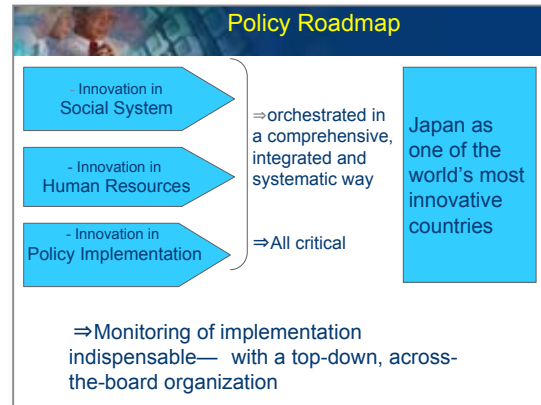 Policy Roadmap
- Innovation in
Social System
- Innovation in
Human Resources
- Innovation in
Policy Implementation
⇒orchestrated in
a comprehensive,
integrated and
systematic way
⇒All critical
Japan as
one of the
world's most
innovative
countries
⇒Monitoring of implementation
indispensable— with a top-down, across-
the-board organization